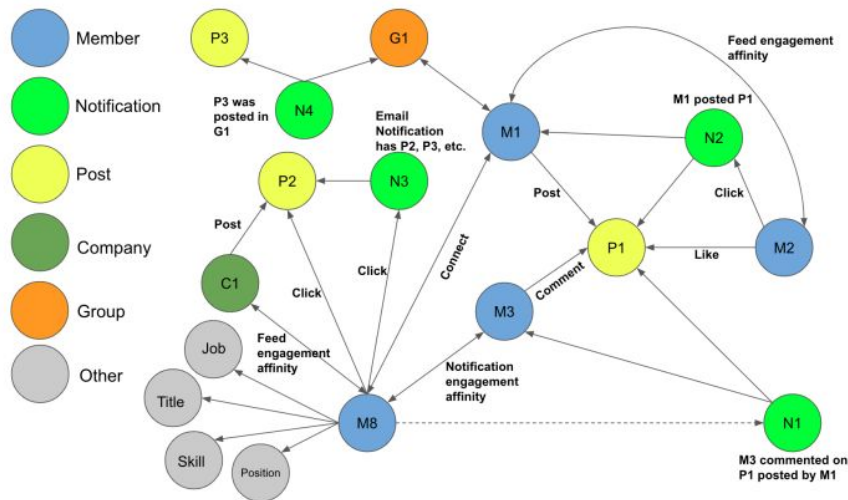 Member
Notification
Post
Company
Group
Other
P3
G1
N4
P3 was
posted in
G1
Email
Notification
has P2, P3, etc.
P2
N3
Post
C1
Click
Click
Feed
engagement
affinity
Job
Title
Skill
Position
M8
Connect
M1
Feed engagement
affinity
M1 posted P1
N2
Click
M2
Post
P1
Like
M3
Comment
Notification
engagement
affinity
N1
M3 commented on
P1 posted by M1